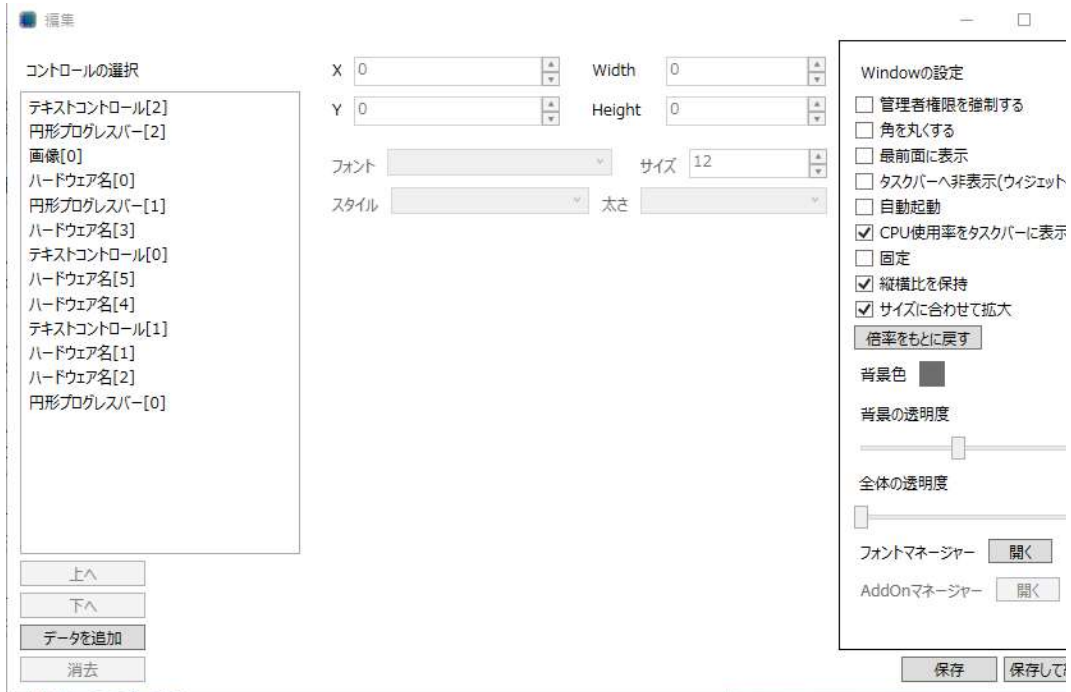 編集
コントロールの選択
テキストコントロール[2]
円形プログレスバー[2]
画像[0]
ハードウェア名[0]
円形プログレスバー[1]
ハードウェア名[3]
テキストコントロール[0]
ハードウェア名[5]
ハードウェア名[4]
テキストコントロール[1]
ハードウェア名[1]
ハードウェア名[2]
円形プログレスバー[0]
上へ
下へ
データを追加
消去
X 0 Width 0
Y 0 Height 0
フォント サイズ 12
スタイル 太さ
Windowの設定
管理者権限を強制する
角を丸くする
最前面に表示
タスクバーへ非表示(ウィジェット
自動起動
CPU使用率をタスクバーに表示
固定
縦横比を保持
サイズに合わせて拡大
倍率をもとに戻す
背景色
背景の透明度
全体の透明度
フォントマネージャー 開く
AddOnマネージャー 開く
保存 保存して